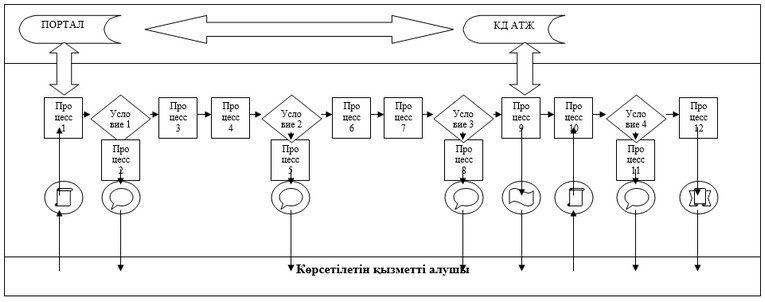 ПОРТАЛ
КД АТЖ
Про
цесс
1
Усло
вие 1
Про
цесс
3
Про
цесс
4
Усло
вие 2
Про
цесс
6
Про
цесс
7
Усло
вие 3
Про
цесс
9
Про
цесс
10
Усло
вие 4
Про
цесс
12
Про
цесс
2
Про
цесс
5
Про
цесс
8
Про
цесс
11
Көрсетілетін қызметті алушы